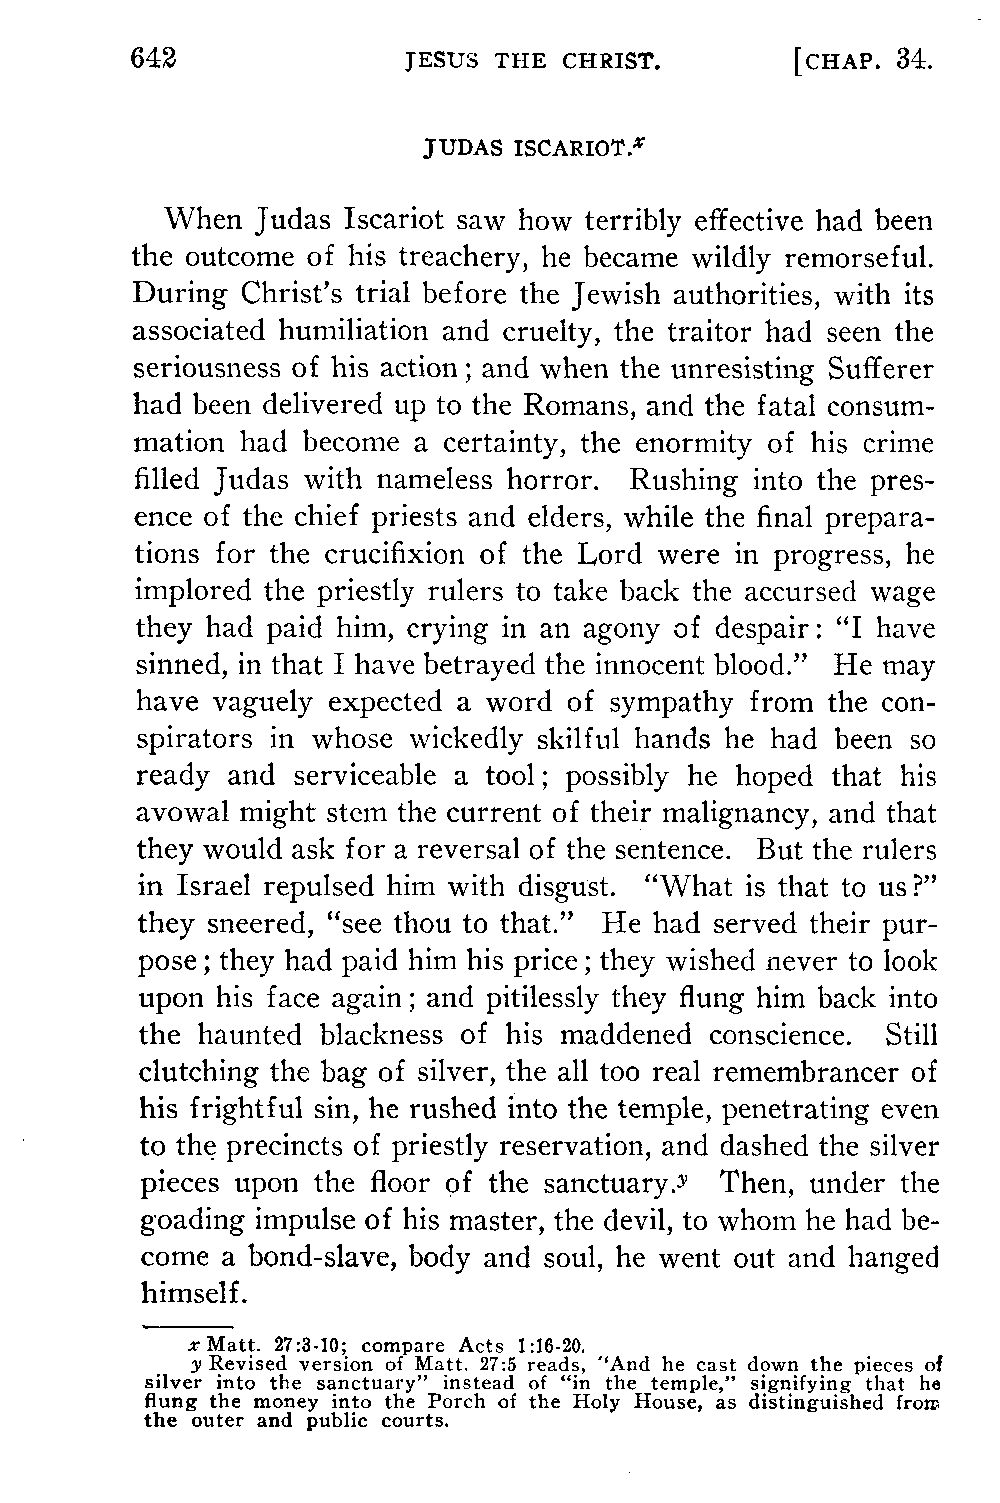 642 JESUS THE CHRIST. [CHAP. 34.
JUDAS ISCARIOT.x
When Judas Iscariot saw how terribly effective had been
the outcome of his treachery, he became wildly remorseful.
During Christ's trial before the Jewish authorities, with its
associated humiliation and cruelty, the traitor had seen the
seriousness of his action; and when the unresisting Sufferer
had been delivered up to the Romans, and the fatal consum-
mation had become a certainty, the enormity of his crime
filled Judas with nameless horror. Rushing into the pres-
ence of the chief priests and elders, while the final prepara-
tions for the crucifixion of the Lord were in progress, he
implored the priestly rulers to take back the accursed wage
they had paid him, crying in an agony of despair: "I have
sinned, in that I have betrayed the innocent blood." He may
have vaguely expected a word of sympathy from the con-
spirators in whose wickedly skilful hands he had been so
ready and serviceable a tool; possibly he hoped that his
avowal might stem the current of their malignancy, and that
they would ask for a reversal of the sentence. But the rulers
in Israel repulsed him with disgust. "What is that to us?"
they sneered, "see thou to that." He had served their pur-
pose; they had paid him his price; they wished never to look
upon his face again; and pitilessly they flung him back into
the haunted blackness of his maddened conscience. Still
clutching the bag of silver, the all too real remembrancer of
his frightful sin, he rushed into the temple, penetrating even
to the precincts of priestly reservation, and dashed the silver
pieces upon the floor of the sanctuary.y Then, under the
goading impulse of his master, the devil, to whom he had be-
come a bond-slave, body and soul, he went out and hanged
himself.
x Matt. 27:3-10; compare Acts 1:16-20.
y Revised version of Matt. 27:5 reads, "And he cast down the pieces of
silver into the sanctuary" instead of "in the temple," signifying that he
flung the money into the Porch of the Holy House, as distinguished from
the outer and public courts.